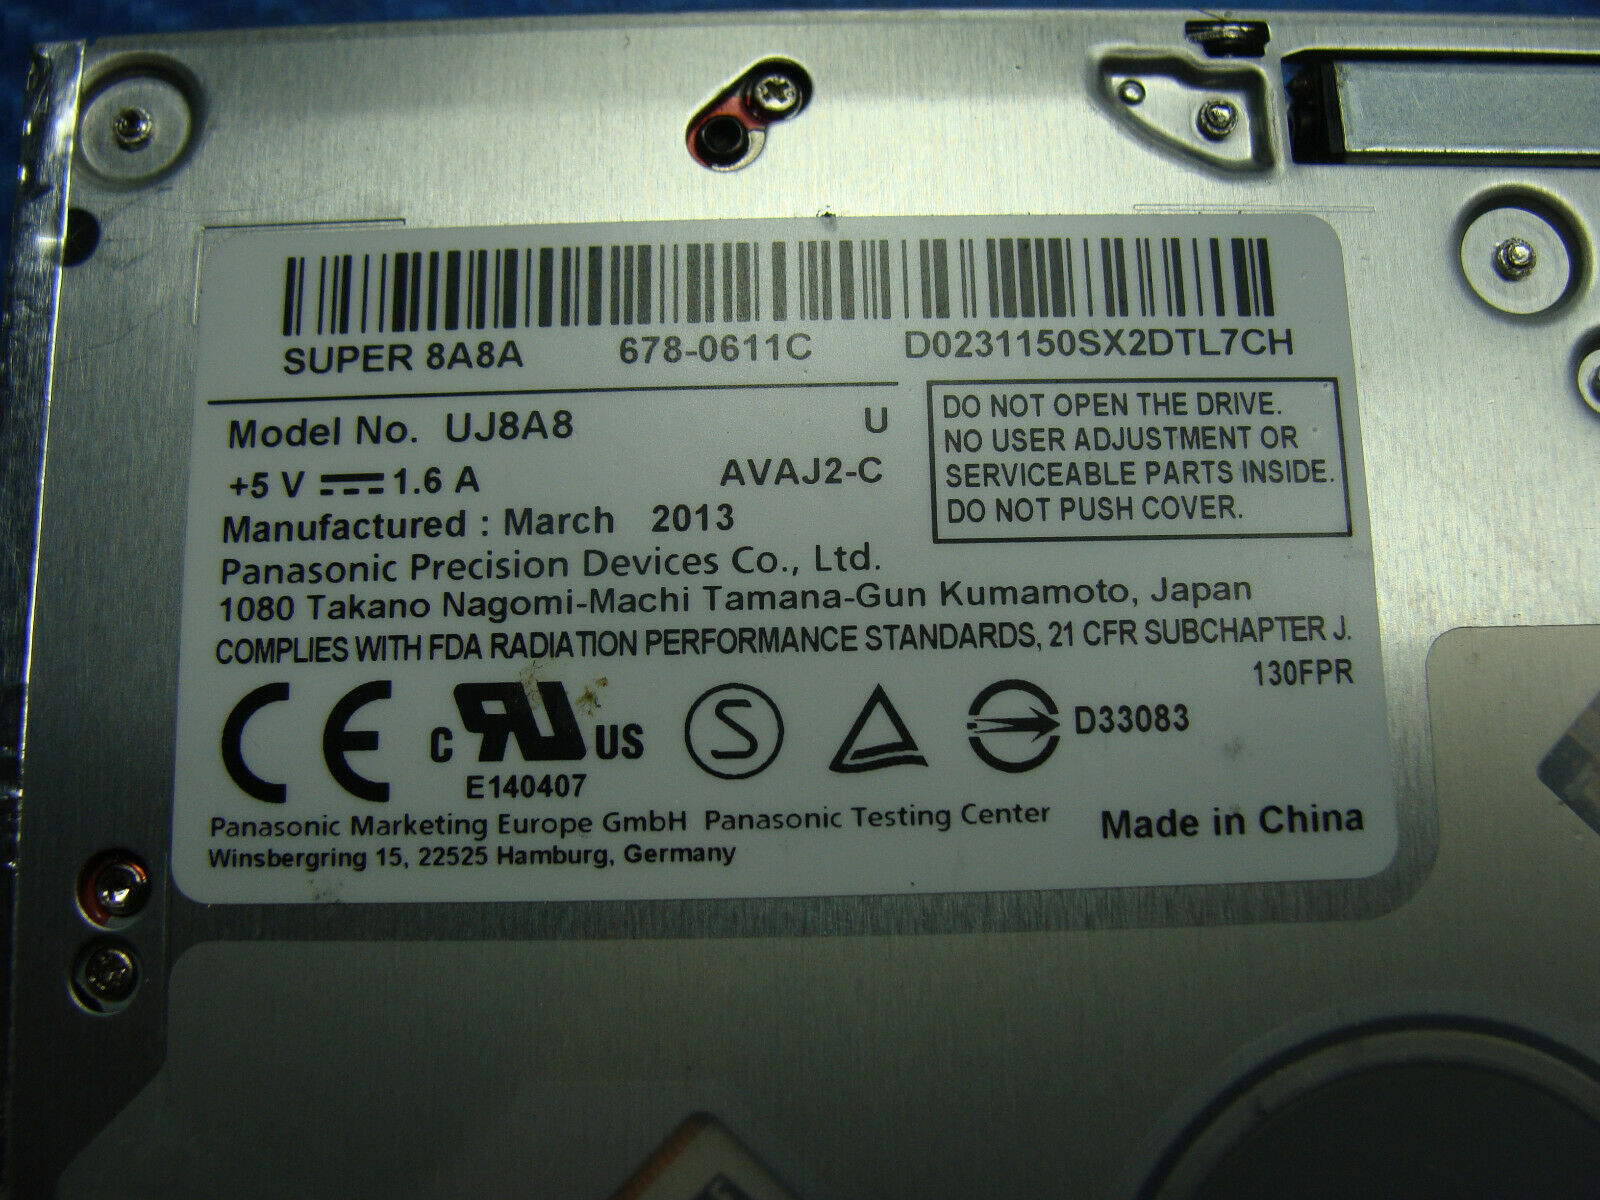 SUPER 8A8A 678-0611C D0231150SX2DTL7CH
Model No. UJ8A8 U
+5 V 1.6 A AVAJ2-C
Manufactured : March 2013
DO NOT OPEN THE DRIVE.
NO USER ADJUSTMENT OR
SERVICEABLE PARTS INSIDE.
DO NOT PUSH COVER.
Panasonic Precision Devices Co., Ltd.
1080 Takano Nagomi-Machi Tamana-Gun Kumamoto, Japan
COMPLIES WITH FDA RADIATION PERFORMANCE STANDARDS, 21 CFR SUBCHAPTER J.
130FPR
CE C RU US S D33083
E140407
Panasonic Marketing Europe GmbH Panasonic Testing Center
Winsbergring 15, 22525 Hamburg, Germany
Made in China